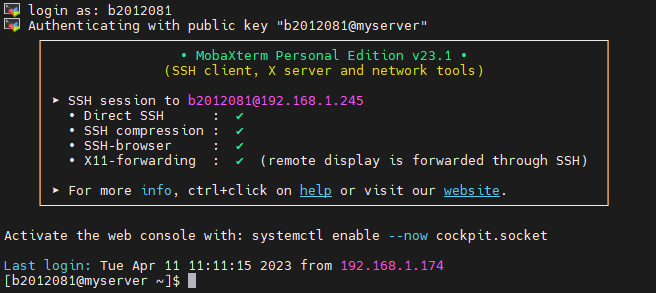 login as: b2012081
Authenticating with public key "b2012081@myserver"
• MobaXterm Personal Edition v23.1 •
(SSH client, X server and network tools)
➤ SSH session to b2012081@192.168.1.245
• Direct SSH : ✔
• SSH compression : ✔
• SSH-browser : ✔
• X11-forwarding : ✔ (remote display is forwarded through SSH)
➤ For more info, ctrl+click on help or visit our website.
Activate the web console with: systemctl enable --now cockpit.socket
Last login: Tue Apr 11 11:11:15 2023 from 192.168.1.174
[b2012081@myserver ~]$